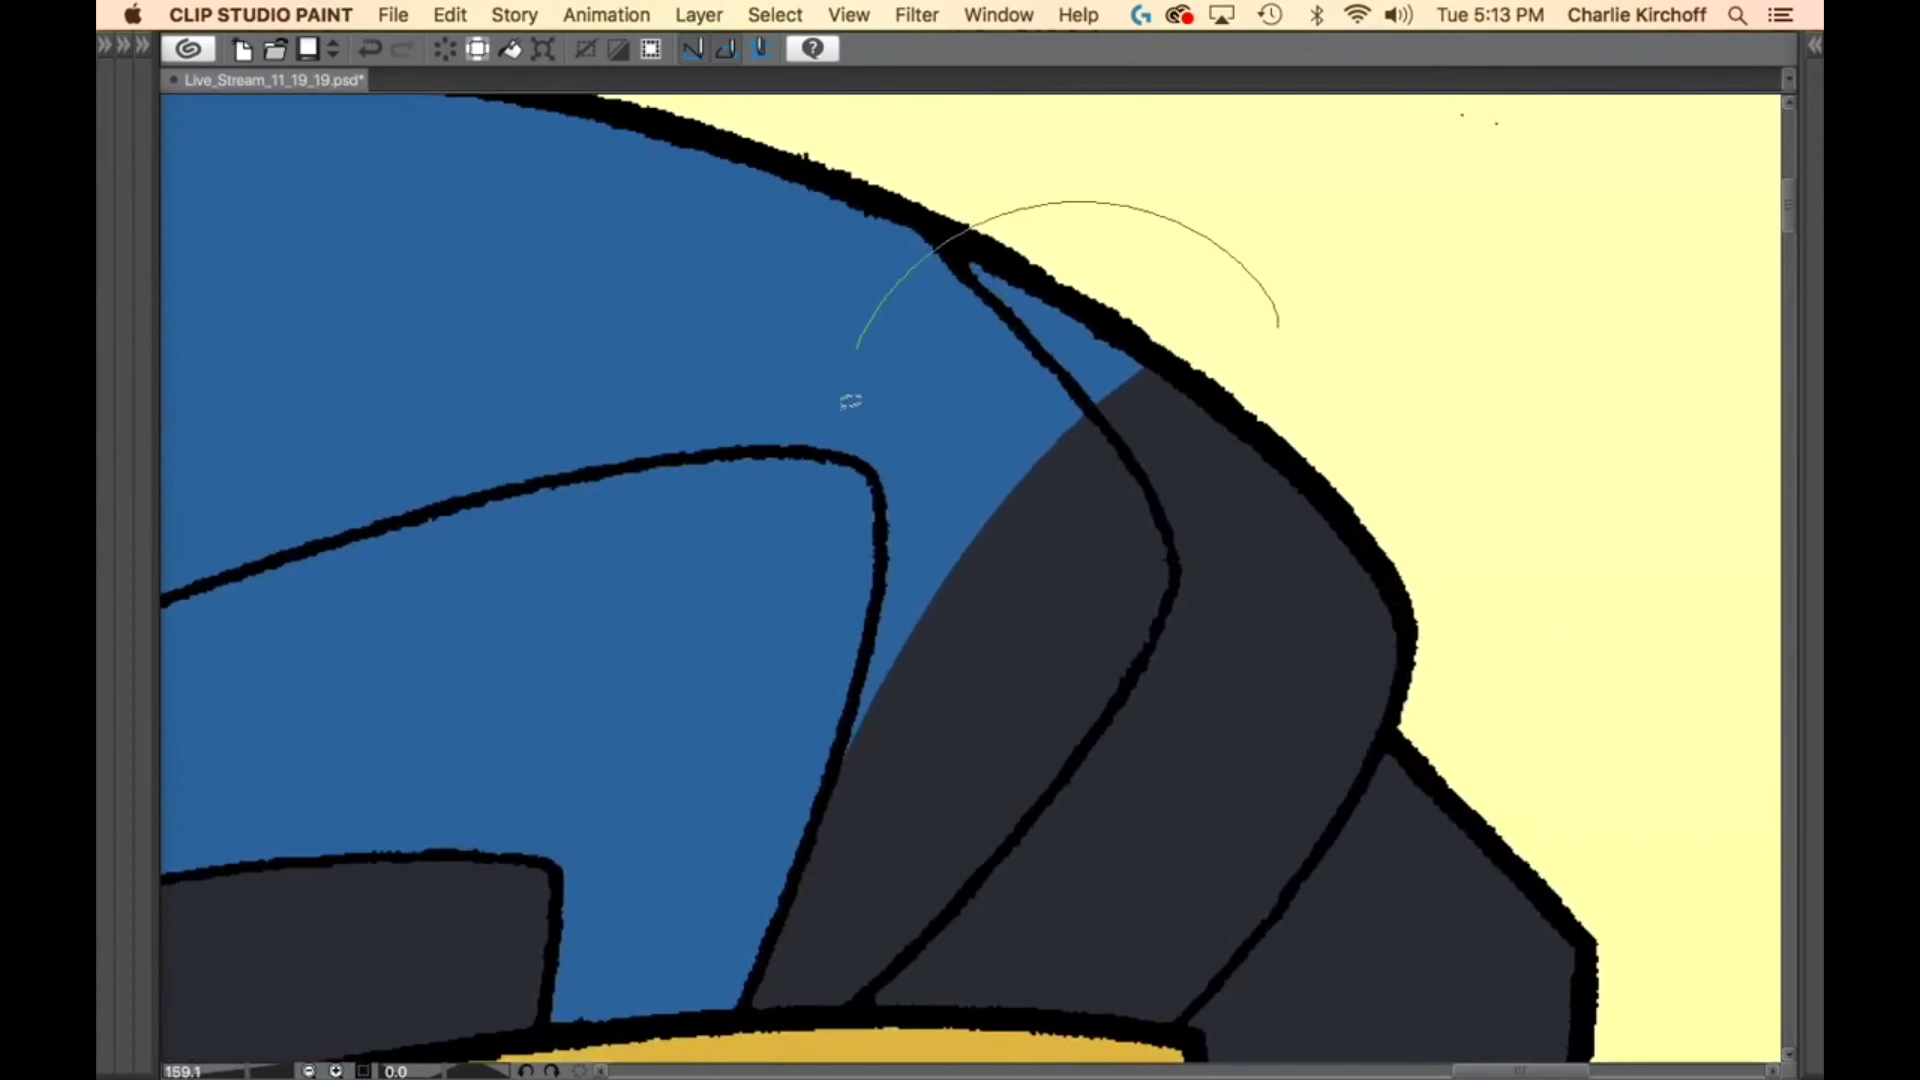 CLIP STUDIO PAINT File Edit Story Animation Layer Select View Filter Window Help Tue 5:13 PM Charlie Kirchoff
Live_Stream_11_19_19.psd*
159.1 0.0